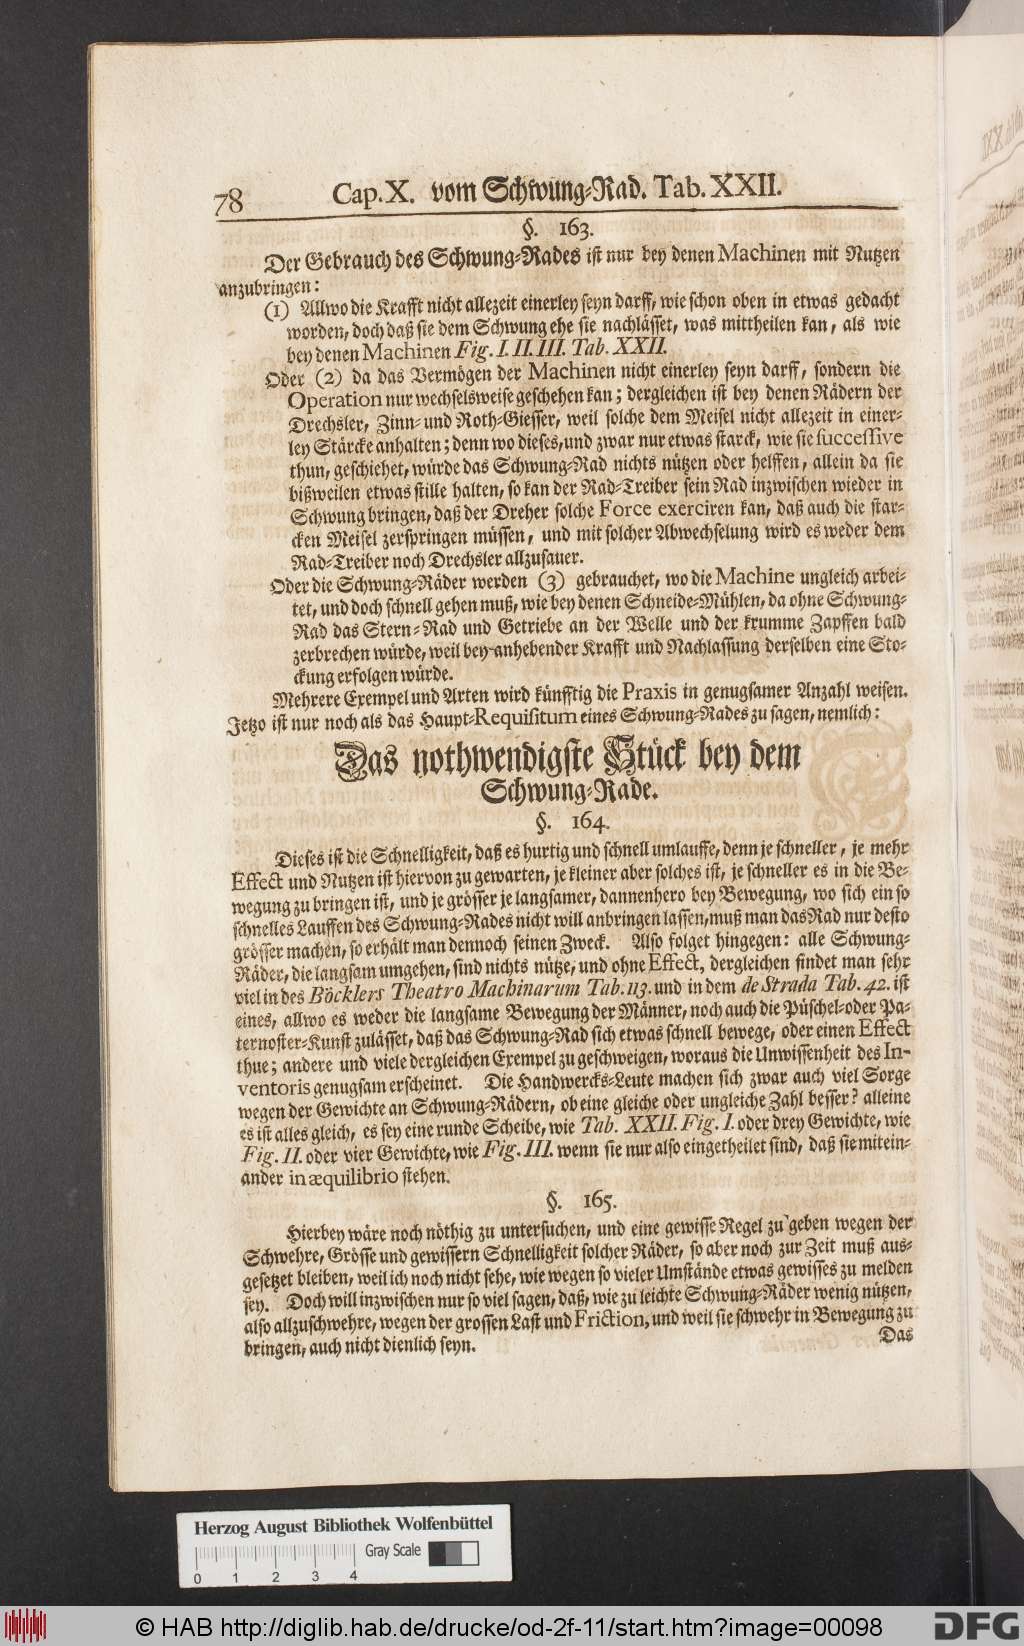 78 Cap. X. vom Schwung-Rad. Tab. XXII.
§. 163.
Der Gebrauch des Schwung-Rades ist nur bey denen Machinen mit Nutzen
anzubringen:
(1) Allwo die Krafft nicht allezeit einerley seyn darff, wie schon oben in etwas gedacht
worden, doch daß sie dem Schwung ehe sie nachlässet, was mittheilen kan, als wie
bey denen Machinen Fig. I. II. III. Tab. XXII.
Oder (2) da das Vermögen der Machinen nicht einerley seyn darff, sondern die
Operation nur wechselsweise geschehen kan; dergleichen ist bey denen Rädern der
Drechsler, Zinn- und Roth-Giesser, weil solche dem Meisel nicht allezeit in einer-
ley Stärcke anhalten; denn wo dieses, und zwar nur etwas starck, wie sie successive
thun, geschiehet, würde das Schwung-Rad nichts nützen oder helffen, allein da sie
bißweilen etwas stille halten, so kan der Rad-Treiber sein Rad inzwischen wieder in
Schwung bringen, daß der Dreher solche Force exerciren kan, daß auch die star-
cken Meisel zerspringen müssen, und mit solcher Abwechselung wird es weder dem
Rad-Treiber noch Drechsler allzusauer.
Oder die Schwung-Räder werden (3) gebrauchet, wo die Machine ungleich arbei-
tet, und doch schnell gehen muß, wie bey denen Schneide-Mühlen, da ohne Schwung-
Rad das Stern-Rad und Getriebe an der Welle und der krumme Zapffen bald
zerbrechen würde, weil bey anhebender Krafft und Nachlassung derselben eine Sto-
ckung erfolgen würde.
Mehrere Exempel und Arten wird künfftig die Praxis in genugsamer Anzahl weisen.
Jetzo ist nur noch als das Haupt-Requisitum eines Schwung-Rades zu sagen, nemlich:
Das nothwendigste Stück bey dem
Schwung-Rade.
§. 164.
Dieses ist die Schnelligkeit, daß es hurtig und schnell umlauffe, denn je schneller, je mehr
Effect und Nutzen ist hiervon zu gewarten, je kleiner aber solches ist, je schneller es in die Be-
wegung zu bringen ist, und je grösser je langsamer, dannenhero bey Bewegung, wo sich ein so
schnelles Lauffen des Schwung-Rades nicht will anbringen lassen, muß man das Rad nur desto
grösser machen, so erhält man dennoch seinen Zweck. Also folget hingegen: alle Schwung-
Räder, die langsam umgehen, sind nichts nütze, und ohne Effect, dergleichen findet man sehr
viel in des Böcklers Theatro Machinarum Tab. 113. und in dem de Strada Tab. 42. ist
eines, allwo es weder die langsame Bewegung der Männer, noch auch die Püschel- oder Pa-
ternoster-Kunst zulässet, daß das Schwung-Rad sich etwas schnell bewege, oder einen Effect
thue; andere und viele dergleichen Exempel zu geschweigen, woraus die Unwissenheit des In-
ventoris genugsam erscheinet. Die Handwercks-Leute machen sich zwar auch viel Sorge
wegen der Gewichte an Schwung-Rädern, ob eine gleiche oder ungleiche Zahl besser? alleine
es ist alles gleich, es sey eine runde Scheibe, wie Tab. XXII. Fig. I. oder drey Gewichte, wie
Fig. II. oder vier Gewichte, wie Fig. III. wenn sie nur also eingetheilet sind, daß sie mitein-
ander in æquilibrio stehen.
§. 165.
Hierbey wäre noch nöthig zu untersuchen, und eine gewisse Regel zu geben wegen der
Schwehre, Grösse und gewissern Schnelligkeit solcher Räder, so aber noch zur Zeit muß aus-
gesetzet bleiben, weil ich noch nicht sehe, wie wegen so vieler Umstände etwas gewisses zu melden
sey. Doch will inzwischen nur so viel sagen, daß, wie zu leichte Schwung-Räder wenig nützen,
also allzuschwehre, wegen der grossen Last und Friction, und weil sie schwehr in Bewegung zu
bringen, auch nicht dienlich seyn.
Das
Herzog August Bibliothek Wolfenbüttel
Gray Scale
0 1 2 3 4
© HAB http://diglib.hab.de/drucke/od-2f-11/start.htm?image=00098
DFG